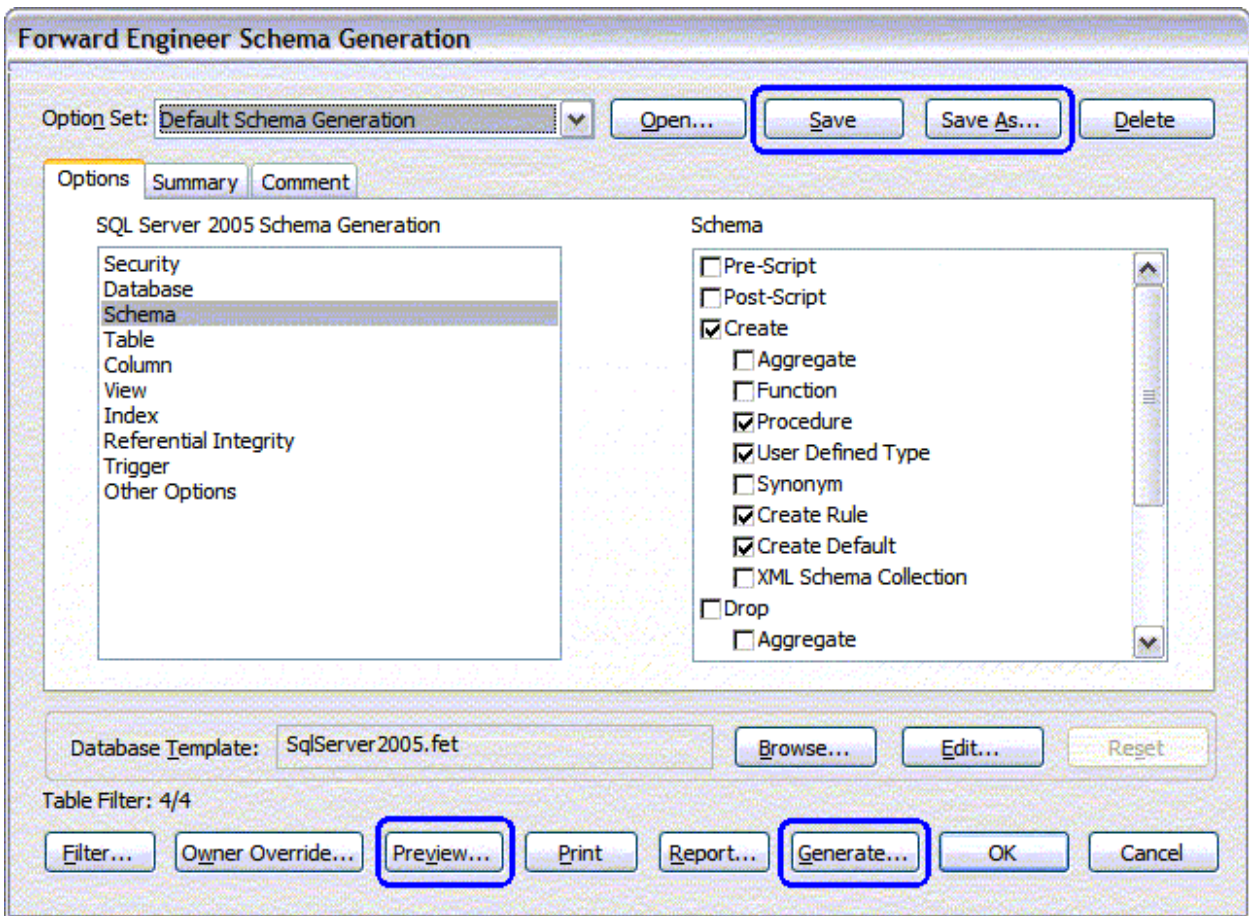 Forward Engineer Schema Generation
Option Set: Default Schema Generation Open... Save Save As... Delete
Options Summary Comment
SQL Server 2005 Schema Generation
Security
Database
Schema
Table
Column
View
Index
Referential Integrity
Trigger
Other Options
Schema
Pre-Script
Post-Script
Create
Aggregate
Function
Procedure
User Defined Type
Synonym
Create Rule
Create Default
XML Schema Collection
Drop
Aggregate
Database Template: SqlServer2005.fet Browse... Edit... Reset
Table Filter: 4/4
Filter... Owner Override... Preview... Print Report... Generate... OK Cancel